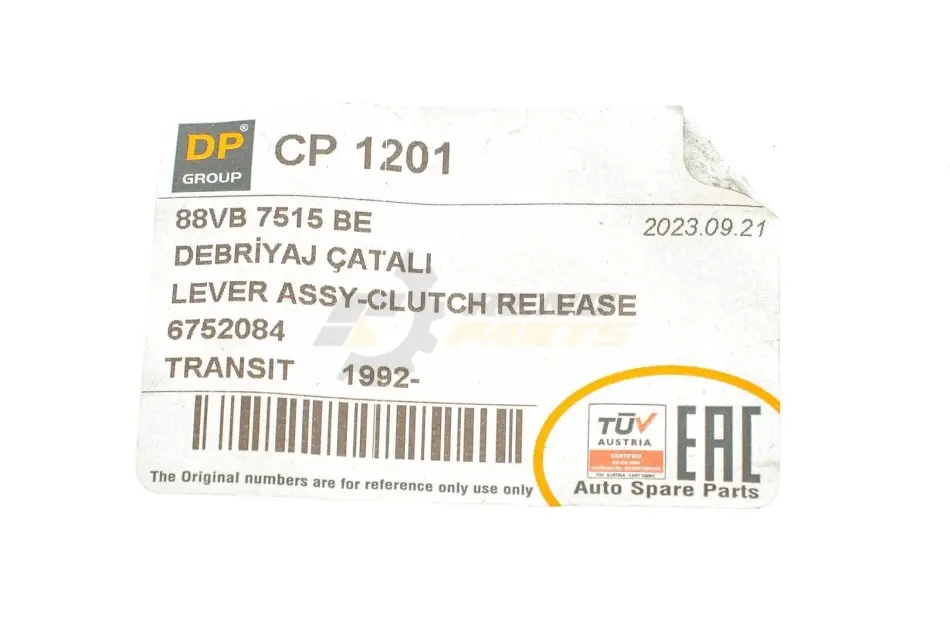 DP®
GROUP
CP 1201
88VB 7515 BE
2023.09.21
DEBRİYAJ ÇATALI
LEVER ASSY-CLUTCH RELEASE
PARTS
6752084
TRANSIT 1992-
TÜV
AUSTRIA
EAC
The Original numbers are for reference only use only
Auto Spare Parts